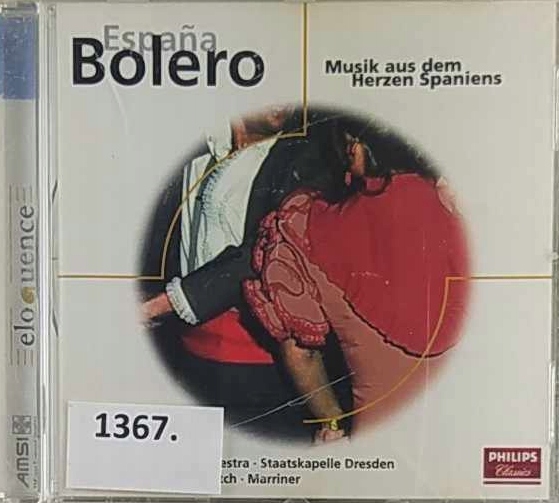 España
Bolero
Musik aus dem
Herzen Spaniens
eloquence
AMSI
1367.
estra · Staatskapelle Dresden
tch · Marriner
PHILIPS
Classics